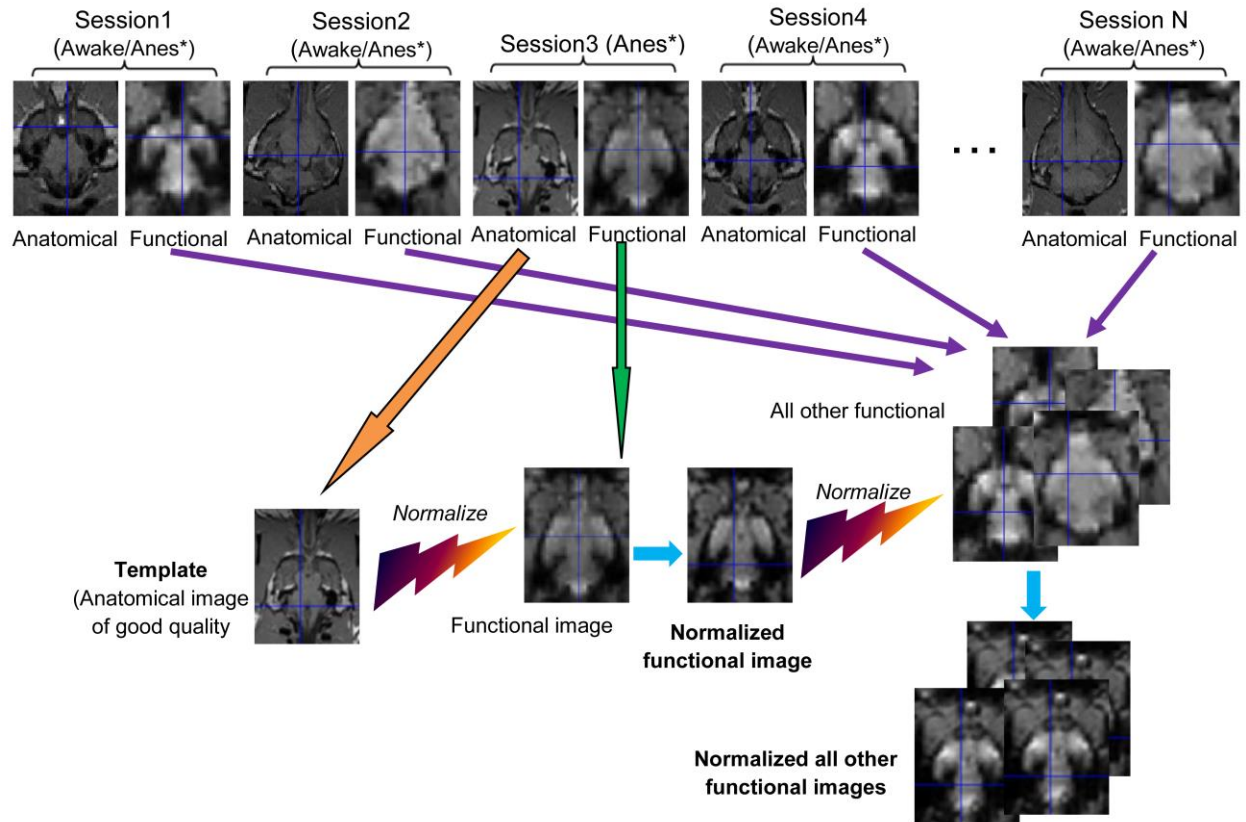 Session1
(Awake/Anes*)
Session2
(Awake/Anes*)
Session3 (Anes*)
Session4
(Awake/Anes*)
Session N
(Awake/Anes*)
...
Anatomical Functional
Anatomical Functional
Anatomical Functional
Anatomical Functional
Anatomical Functional
All other functional
Normalize
Normalize
Template
(Anatomical image
of good quality
Functional image
Normalized
functional image
Normalized all other
functional images